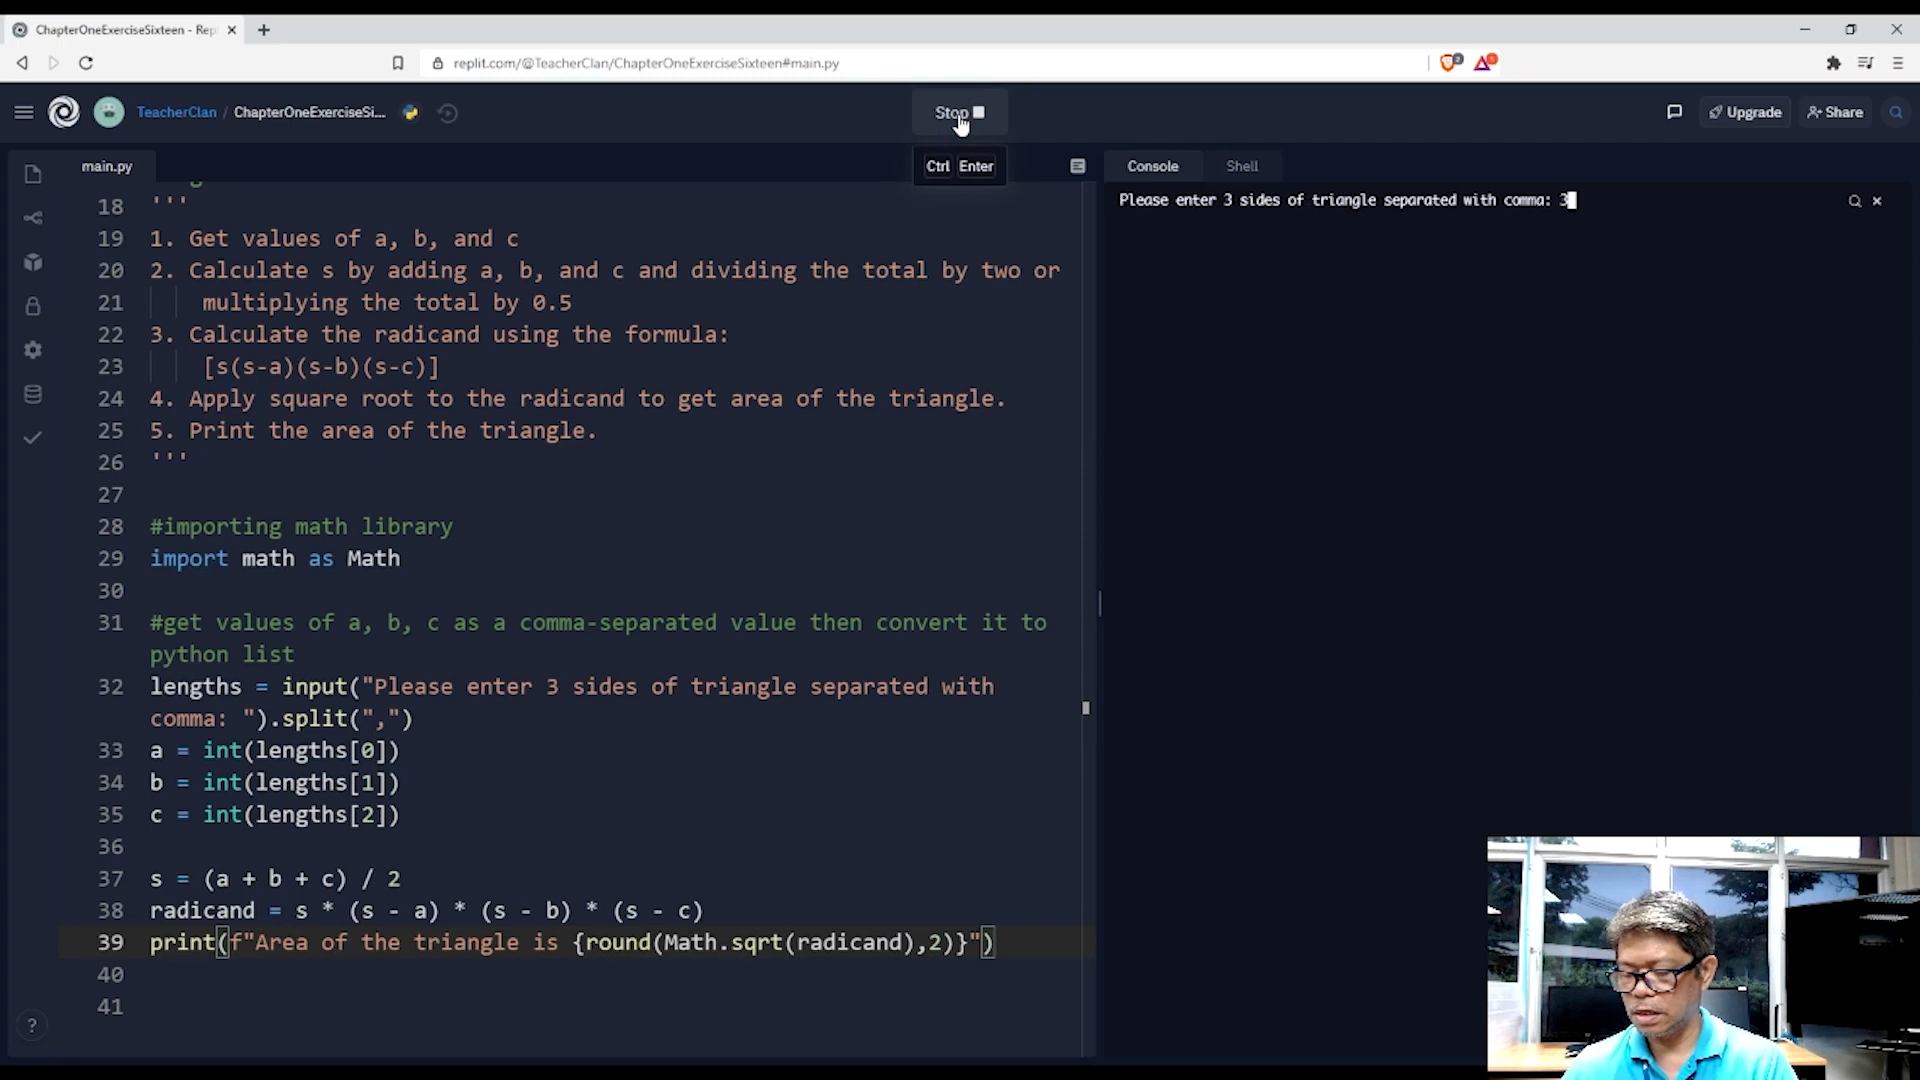 ChapterOneExerciseSixteen - Rep
replit.com/@TeacherClan/ChapterOneExerciseSixteen#main.py
2
1
TeacherClan / ChapterOneExerciseSi...
Stop
Upgrade
Share
main.py
Ctrl Enter
Console
Shell
18 '''
19 1. Get values of a, b, and c
20 2. Calculate s by adding a, b, and c and dividing the total by two or
21 multiplying the total by 0.5
22 3. Calculate the radicand using the formula:
23 [s(s-a)(s-b)(s-c)]
24 4. Apply square root to the radicand to get area of the triangle.
25 5. Print the area of the triangle.
26 '''
27
28 #importing math library
29 import math as Math
30
31 #get values of a, b, c as a comma-separated value then convert it to
python list
32 lengths = input("Please enter 3 sides of triangle separated with
comma: ").split(",")
33 a = int(lengths[0])
34 b = int(lengths[1])
35 c = int(lengths[2])
36
37 s = (a + b + c) / 2
38 radicand = s * (s - a) * (s - b) * (s - c)
39 print(f"Area of the triangle is {round(Math.sqrt(radicand),2)}")
40
41
?
Please enter 3 sides of triangle separated with comma: 3